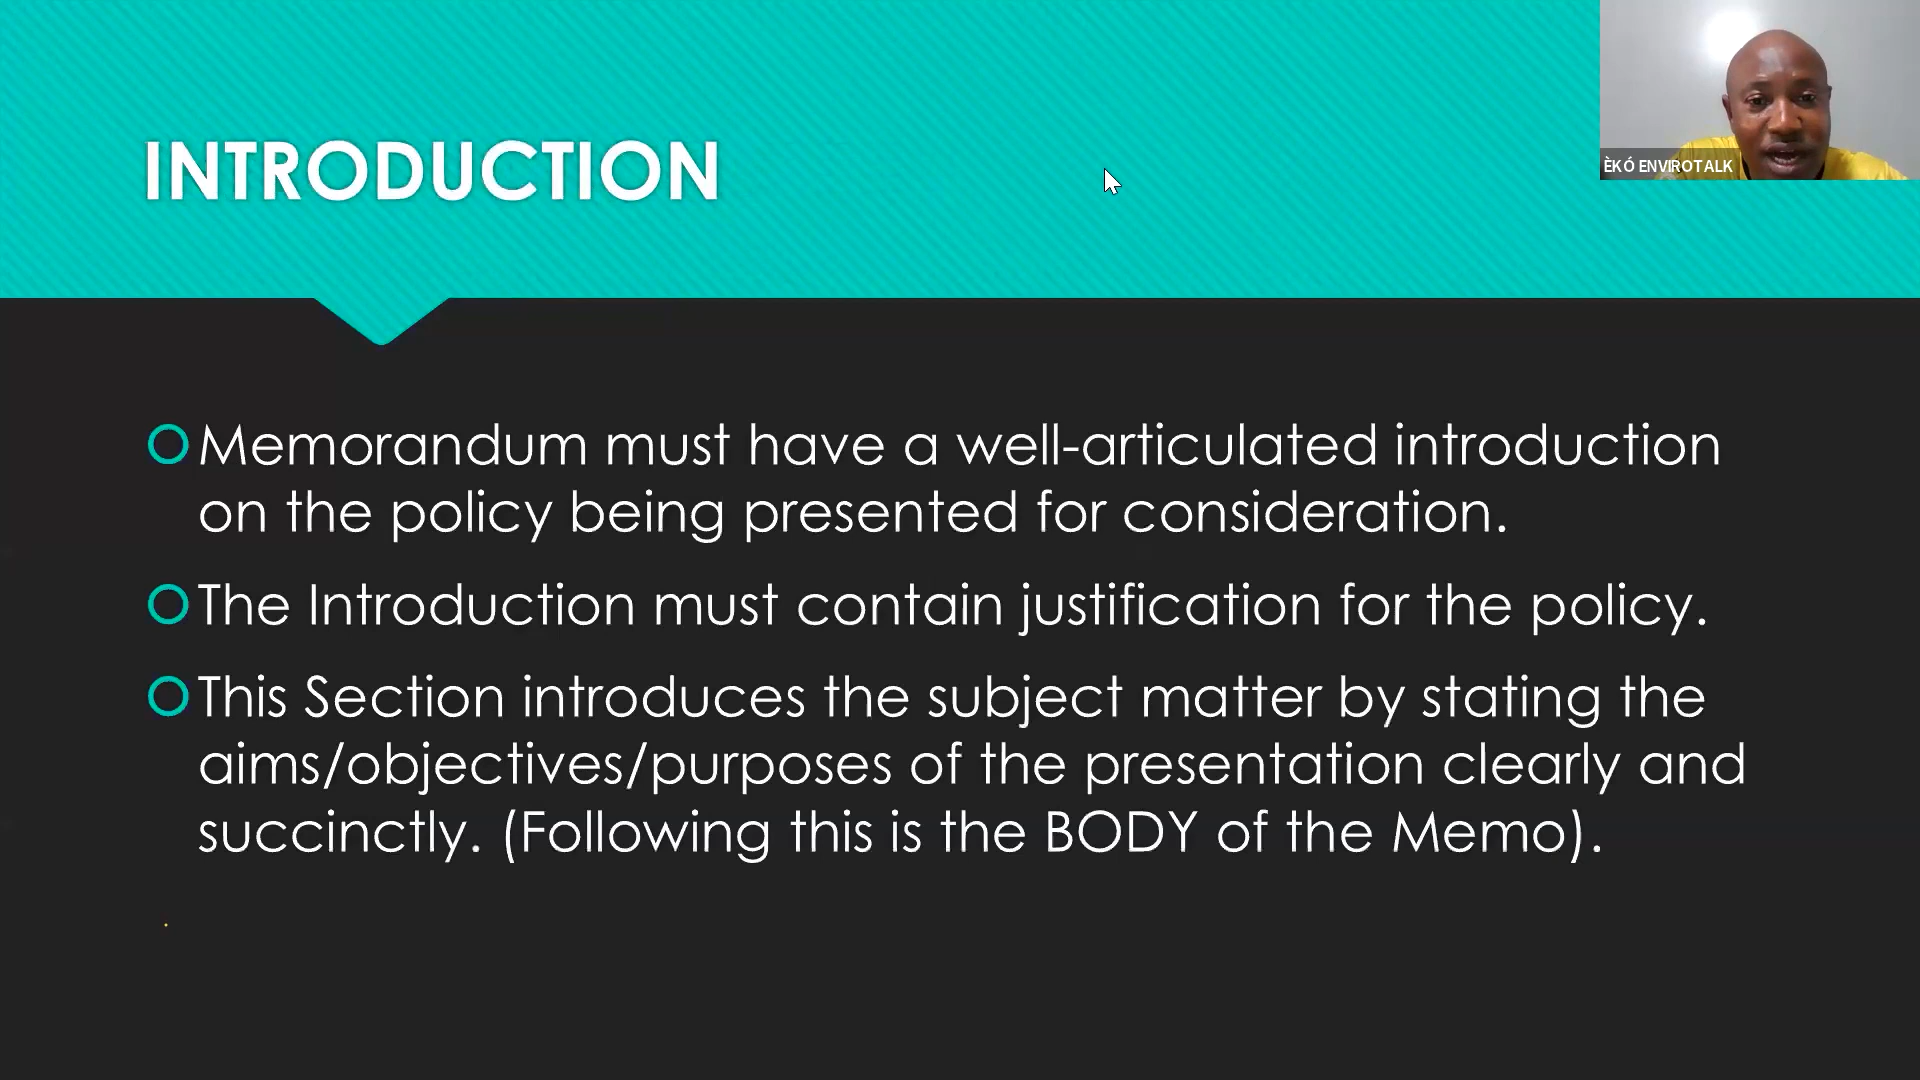 INTRODUCTION
ÈKÓ ENVIROTALK
Memorandum must have a well-articulated introduction
on the policy being presented for consideration.
The Introduction must contain justification for the policy.
This Section introduces the subject matter by stating the
aims/objectives/purposes of the presentation clearly and
succinctly. (Following this is the BODY of the Memo).